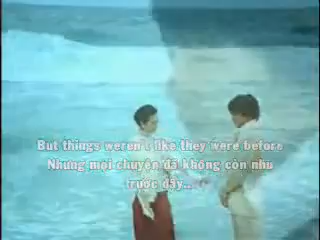 But things weren't like they were before
Nhưng mọi chuyện đã không còn như
trước đây...